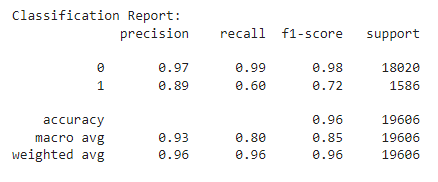 Classification Report:
precision recall f1-score support
0 0.97 0.99 0.98 18020
1 0.89 0.60 0.72 1586
accuracy 0.96 19606
macro avg 0.93 0.80 0.85 19606
weighted avg 0.96 0.96 0.96 19606